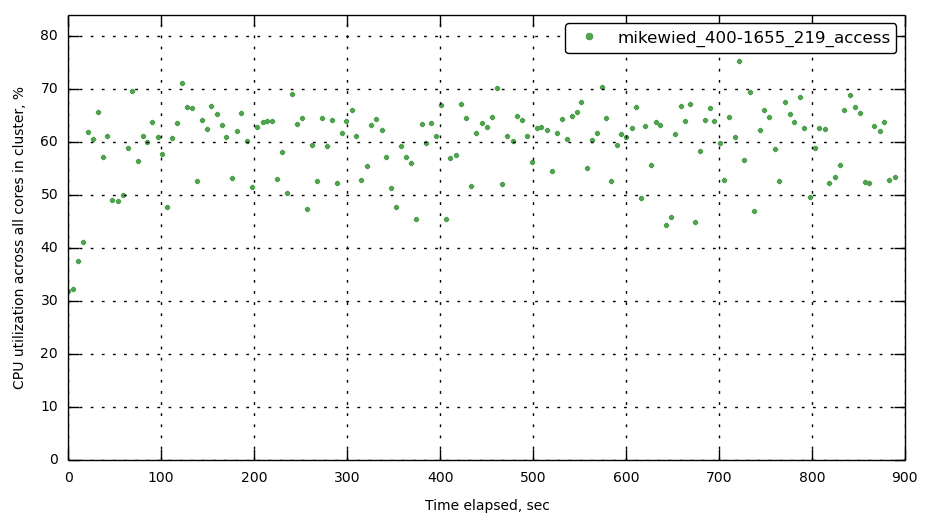 mikewied_400-1655_219_access
CPU utilization across all cores in cluster, %
80
70
60
50
40
30
20
10
0
0 100 200 300 400 500 600 700 800 900
Time elapsed, sec